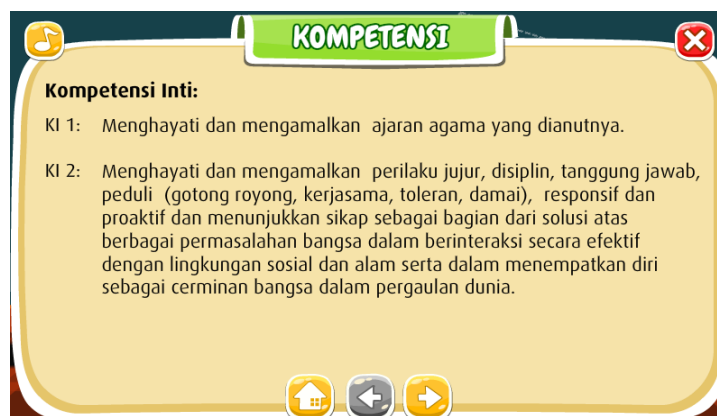 KOMPETENSI
Kompetensi Inti:
KI 1: Menghayati dan mengamalkan ajaran agama yang dianutnya.
KI 2: Menghayati dan mengamalkan perilaku jujur, disiplin, tanggung jawab,
peduli (gotong royong, kerjasama, toleran, damai), responsif dan
proaktif dan menunjukkan sikap sebagai bagian dari solusi atas
berbagai permasalahan bangsa dalam berinteraksi secara efektif
dengan lingkungan sosial dan alam serta dalam menempatkan diri
sebagai cerminan bangsa dalam pergaulan dunia.